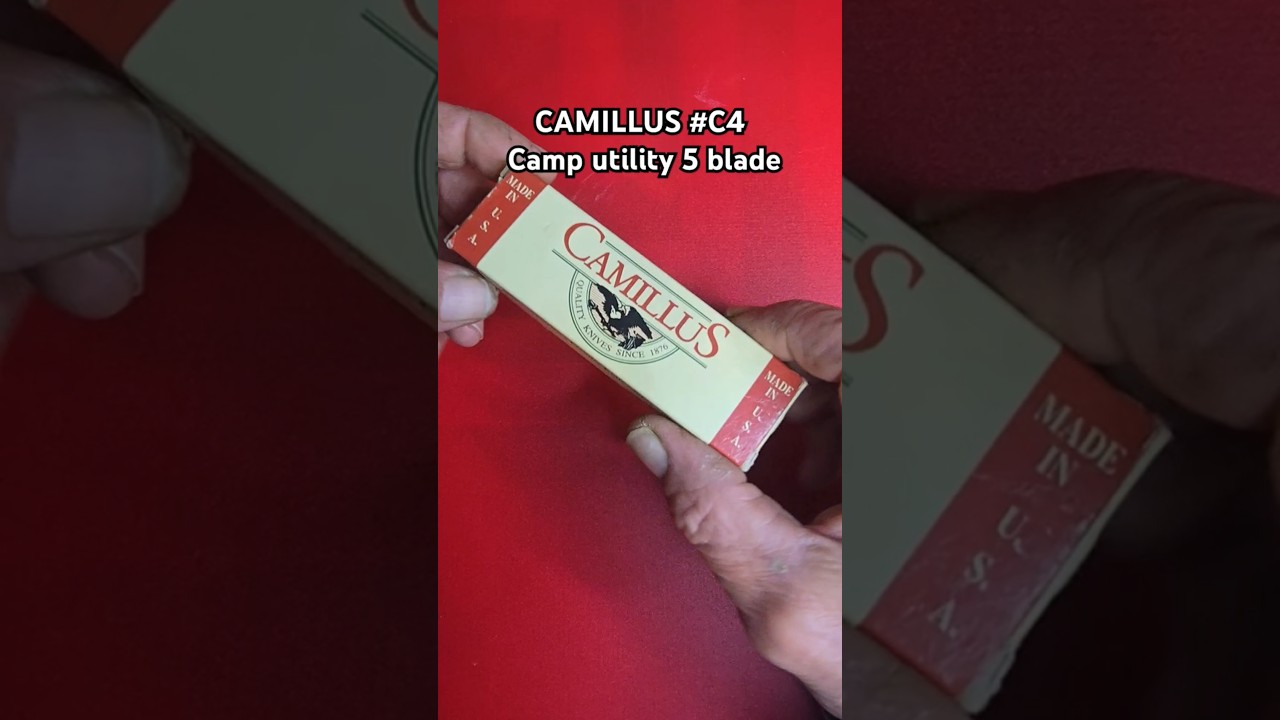 CAMILLUS #C4
Camp utility 5 blade
MADE
IN
U.
S.
A.
CAMILLUS
QUALITY KNIVES SINCE 1876
MADE
IN
U.
S.
A.
S
MADE
IN
U.
S.
A.